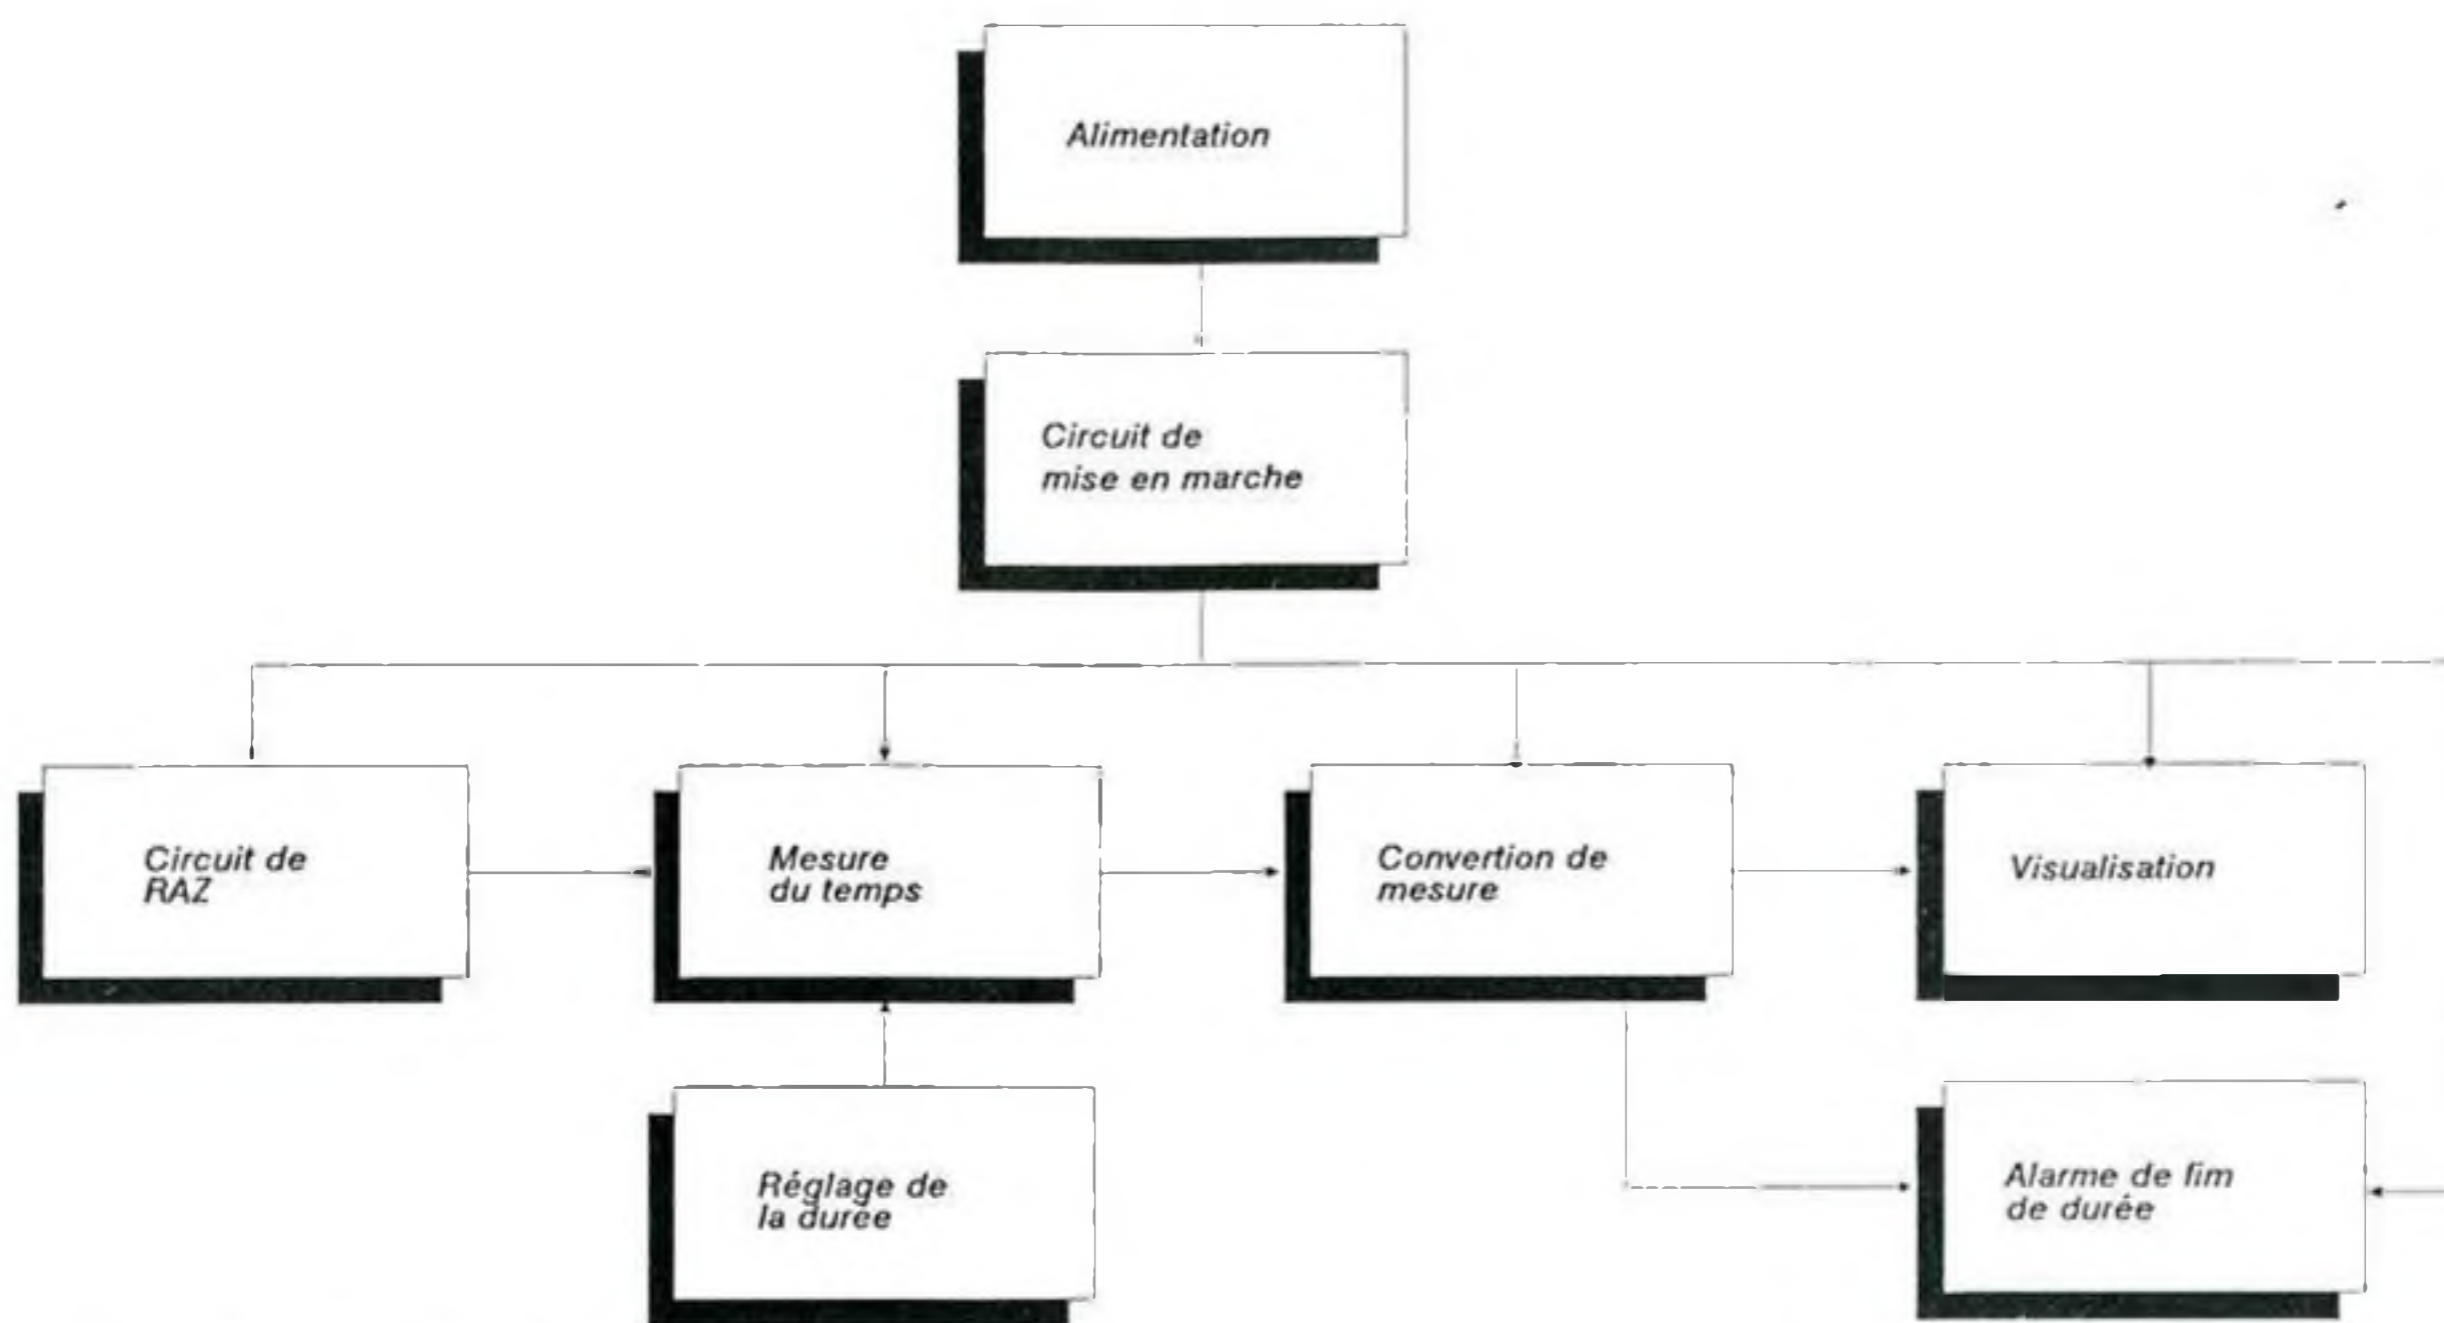 Alimentation
Circuit de
mise en marche
Circuit de
RAZ
Mesure
du temps
Convertion de
mesure
Visualisation
Réglage de
la durée
Alarme de fim
de durée